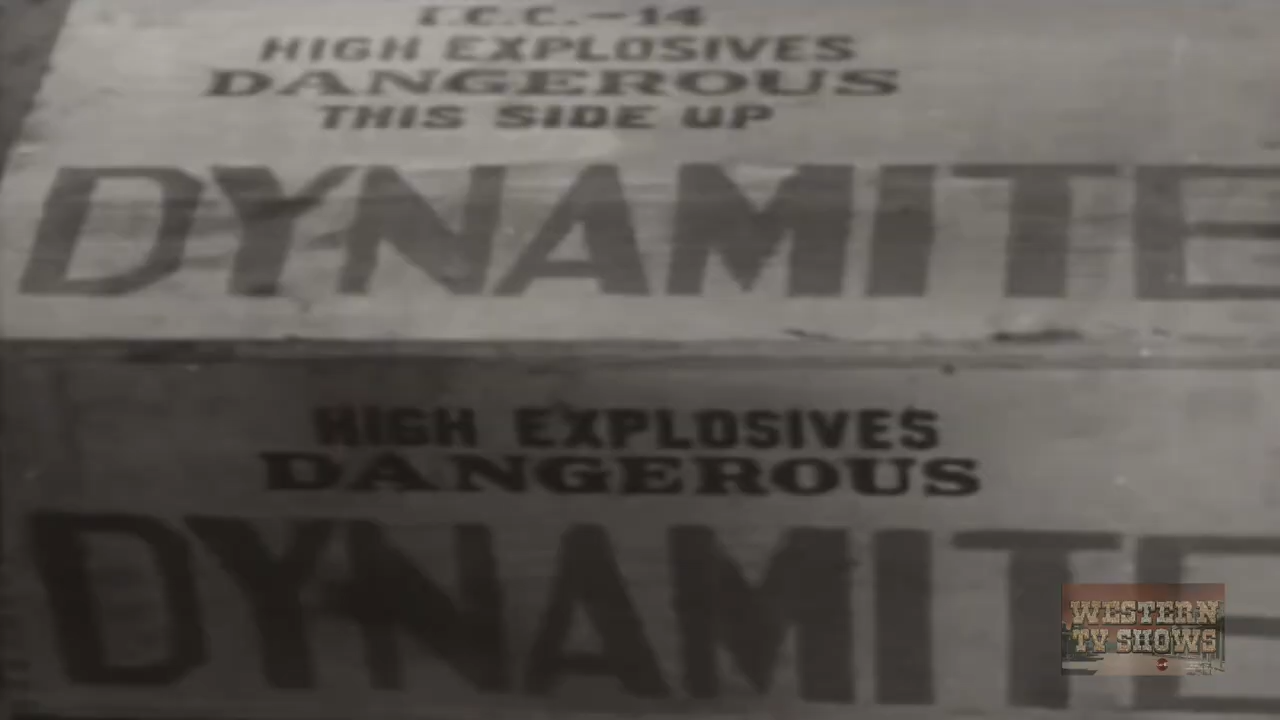 I.C.C.-14
HIGH EXPLOSIVES
DANGEROUS
THIS SIDE UP
DYNAMITE
HIGH EXPLOSIVES
DANGEROUS
DYNAMITE
WESTERN
TV SHOWS